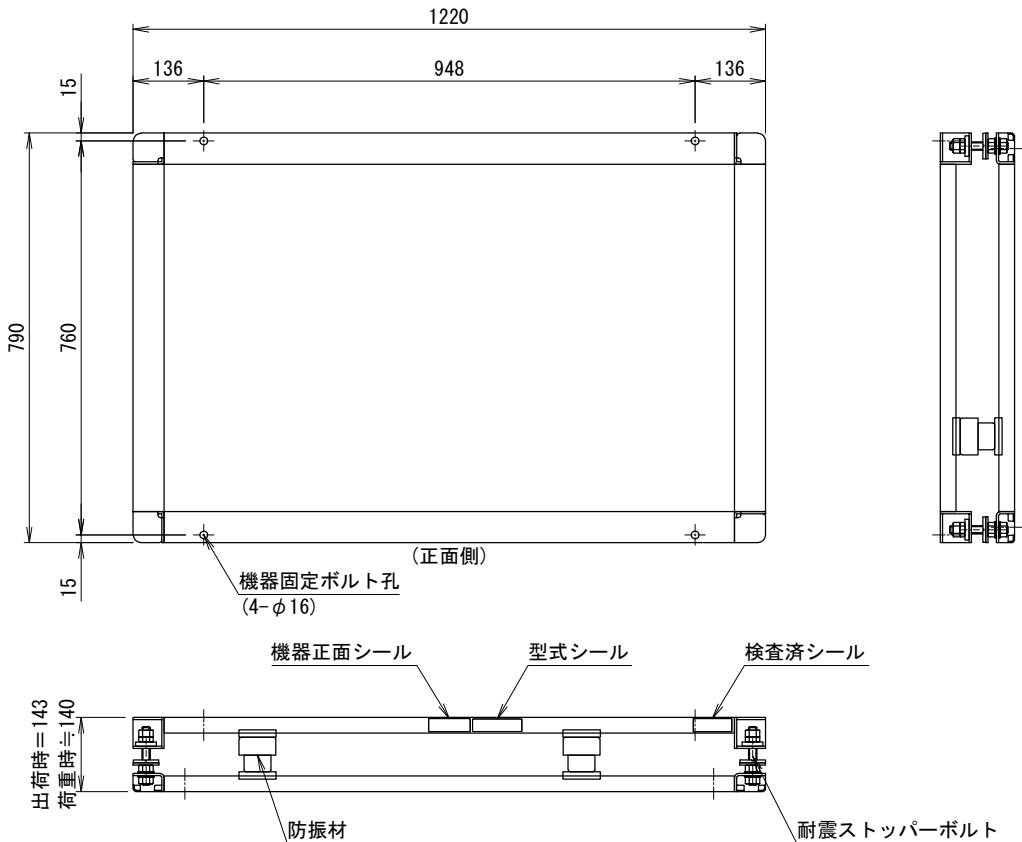 1220
136
948
136
15
790
760
15
(正面側)
機器固定ボルト孔
(4-φ16)
機器正面シール
型式シール
検査済シール
出荷時=143
荷重時≒140
防振材
耐震ストッパーボルト